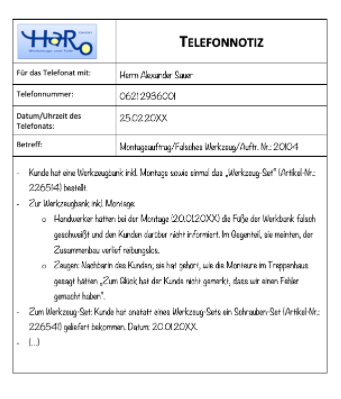 HaRo GmbH
TELEFONNOTIZ
Für das Telefonat mit: Herrn Alexander Sauer
Telefonnummer: 06212936001
Datum/Uhrzeit des
Telefonats: 25.02.20XX
Betreff: Montageauftrag/Falsches Werkzeug/Auftr. Nr.: 20104
- Kunde hat eine Werkzeugbank inkl. Montage sowie einmal das „Werkzeug-Set“ (Artikel-Nr.:
226514) bestellt.
- Zur Werkzeugbank inkl. Montage:
o Handwerker hatten bei der Montage (20.01.20XX) die Füße der Werkbank falsch
geschweißt und den Kunden darüber nicht informiert. Im Gegenteil, sie meinten, der
Zusammenbau verlief reibungslos.
o Zeugen: Nachbarin des Kunden, sie hat gehört, wie die Monteure im Treppenhaus
gesagt hätten „Zum Glück hat der Kunde nicht gemerkt, dass wir einen Fehler
gemacht haben“.
- Zum Werkzeug-Set: Kunde hat anstatt eines Werkzeug-Sets ein Schrauben-Set (Artikel-Nr.:
226541) geliefert bekommen. Datum: 20.01.20XX.
- (...)